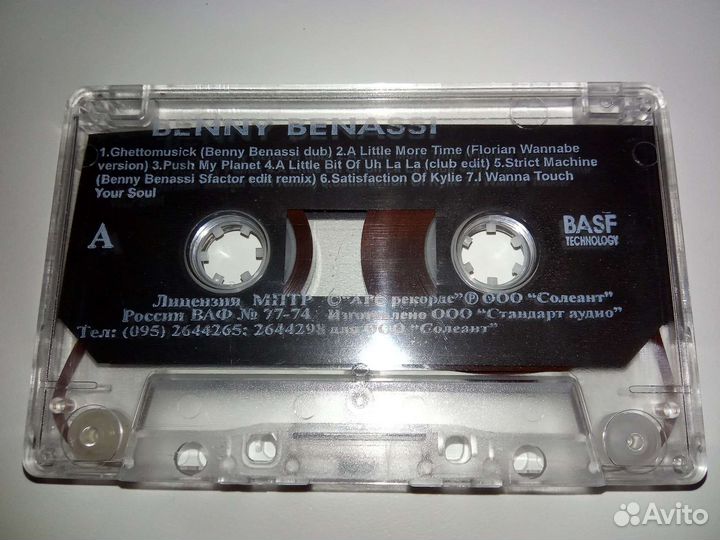 BENNY BENASSI
1.Ghettomusick (Benny Benassi dub) 2.A Little More Time (Florian Wannabe
version) 3.Push My Planet 4.A Little Bit Of Uh La La (club edit) 5.Strict Machine
(Benny Benassi Sfactor edit remix) 6.Satisfaction Of Kylie 7.I Wanna Touch
Your Soul
A
BASF
TECHNOLOGY
Лицензия МПТР © “АРС рекордс” Ⓟ ООО “Солеант”
России ВАФ № 77-74 Изготовлено ООО “Стандарт аудио”
Тел: (095) 2644265; 2644298 для ООО “Солеант”
Avito